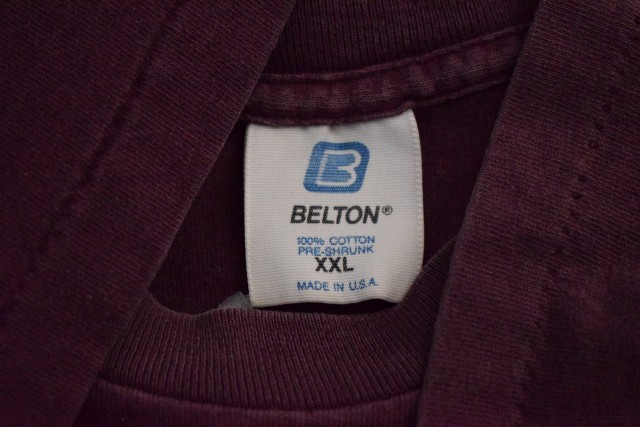 B
BELTON®
100% COTTON
PRE-SHRUNK
XXL
MADE IN U.S.A.